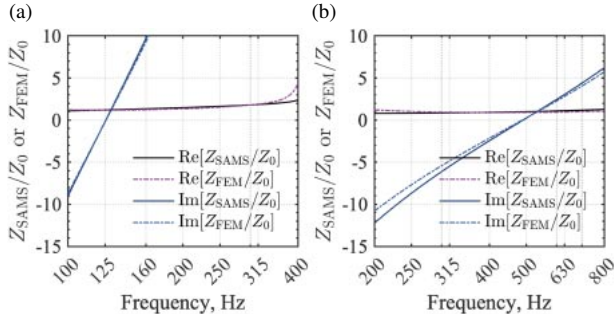 (a)
Z_SAMS/Z_0 or Z_FEM/Z_0
10
5
0
-5
-10
-15
Re[Z_SAMS/Z_0]
Re[Z_FEM/Z_0]
Im[Z_SAMS/Z_0]
Im[Z_FEM/Z_0]
100 125 160 200 250 315 400
Frequency, Hz
(b)
Z_SAMS/Z_0 or Z_FEM/Z_0
10
5
0
-5
-10
-15
Re[Z_SAMS/Z_0]
Re[Z_FEM/Z_0]
Im[Z_SAMS/Z_0]
Im[Z_FEM/Z_0]
200 250 315 400 500 630 800
Frequency, Hz